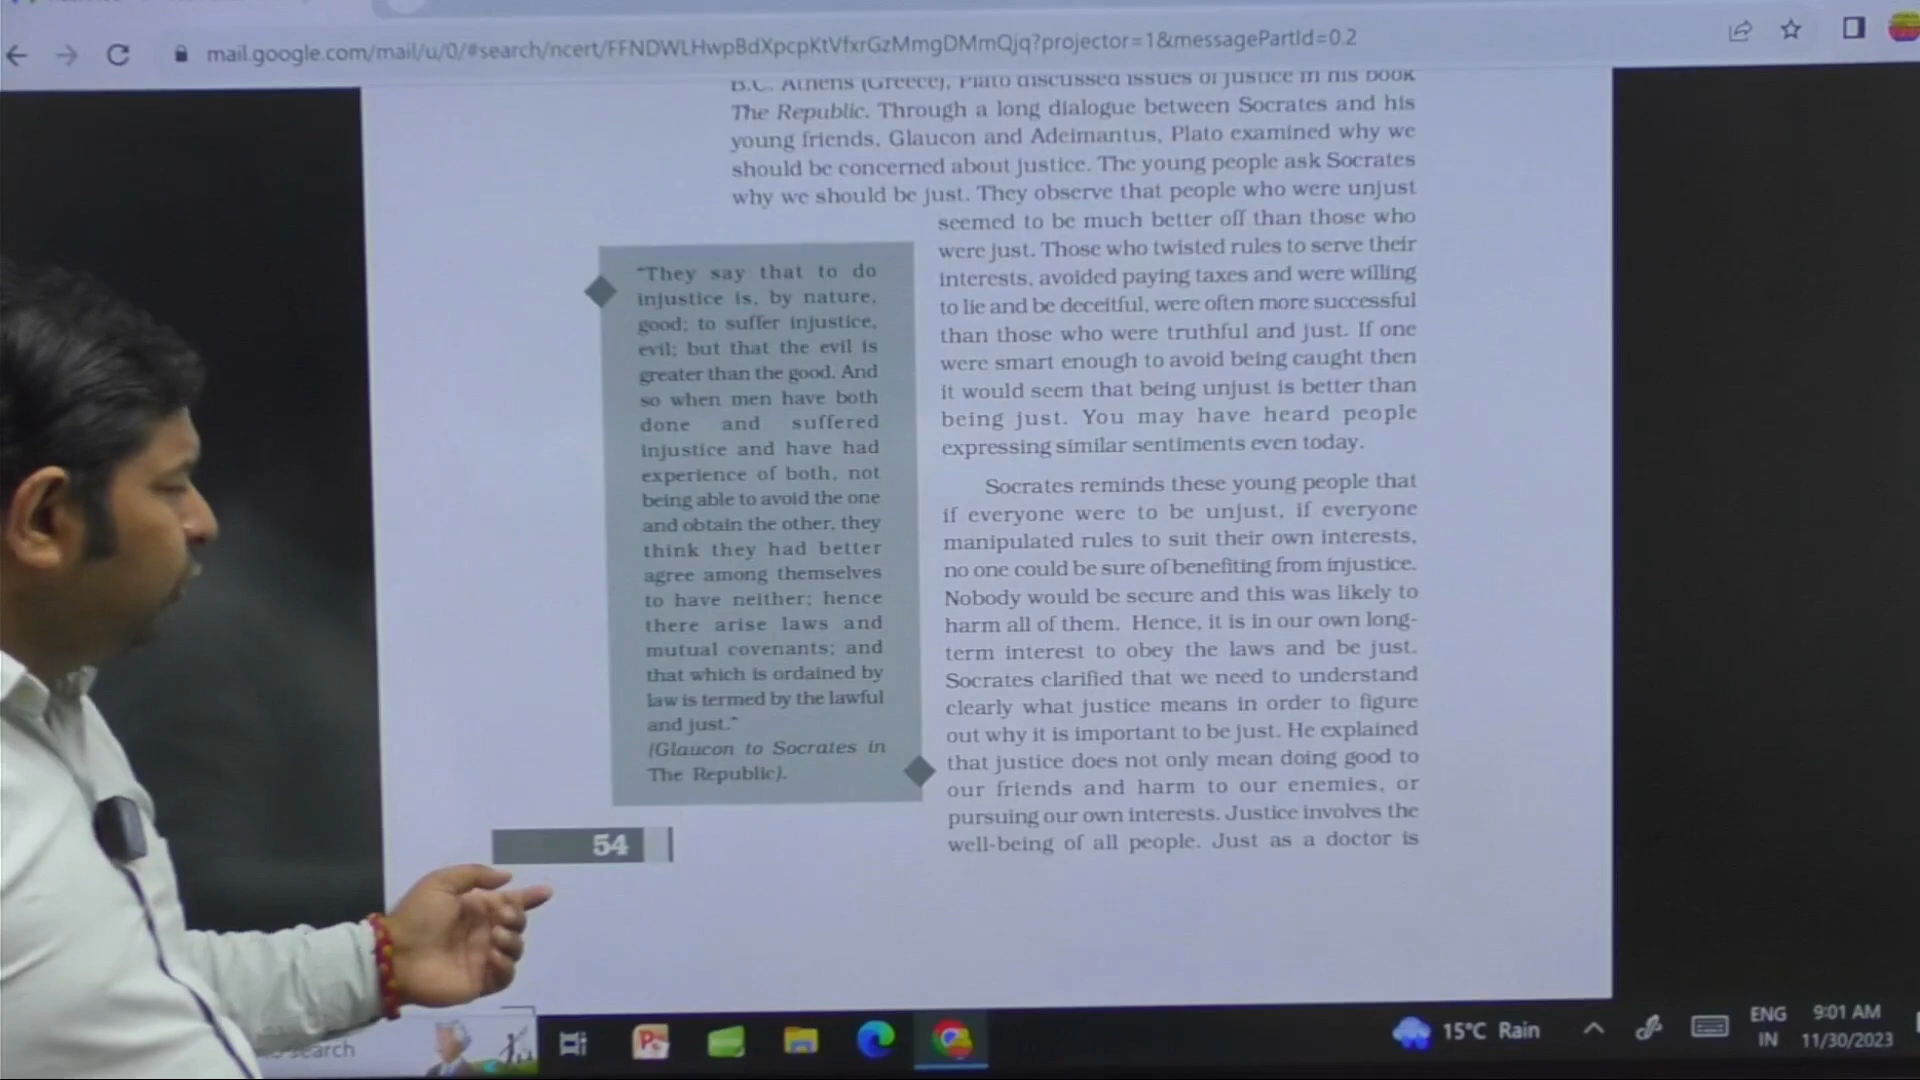 mail.google.com/mail/u/0/#search/ncert/FFNDWLHwpBdXpcpKtVfxrGzMmgDMmQjq?projector=1&messagePartId=0.2
B.C. Athens (Greece), Plato discussed issues of justice in his book
The Republic. Through a long dialogue between Socrates and his
young friends, Glaucon and Adeimantus, Plato examined why we
should be concerned about justice. The young people ask Socrates
why we should be just. They observe that people who were unjust
seemed to be much better off than those who
were just. Those who twisted rules to serve their
interests, avoided paying taxes and were willing
to lie and be deceitful, were often more successful
than those who were truthful and just. If one
were smart enough to avoid being caught then
it would seem that being unjust is better than
being just. You may have heard people
expressing similar sentiments even today.
Socrates reminds these young people that
if everyone were to be unjust, if everyone
manipulated rules to suit their own interests,
no one could be sure of benefiting from injustice.
Nobody would be secure and this was likely to
harm all of them. Hence, it is in our own long-
term interest to obey the laws and be just.
Socrates clarified that we need to understand
clearly what justice means in order to figure
out why it is important to be just. He explained
that justice does not only mean doing good to
our friends and harm to our enemies, or
pursuing our own interests. Justice involves the
well-being of all people. Just as a doctor is
"They say that to do
injustice is, by nature,
good; to suffer injustice,
evil; but that the evil is
greater than the good. And
so when men have both
done and suffered
injustice and have had
experience of both, not
being able to avoid the one
and obtain the other, they
think they had better
agree among themselves
to have neither; hence
there arise laws and
mutual covenants; and
that which is ordained by
law is termed by the lawful
and just."
(Glaucon to Socrates in
The Republic).
54
search
15°C Rain
ENG
IN
9:01 AM
11/30/2023